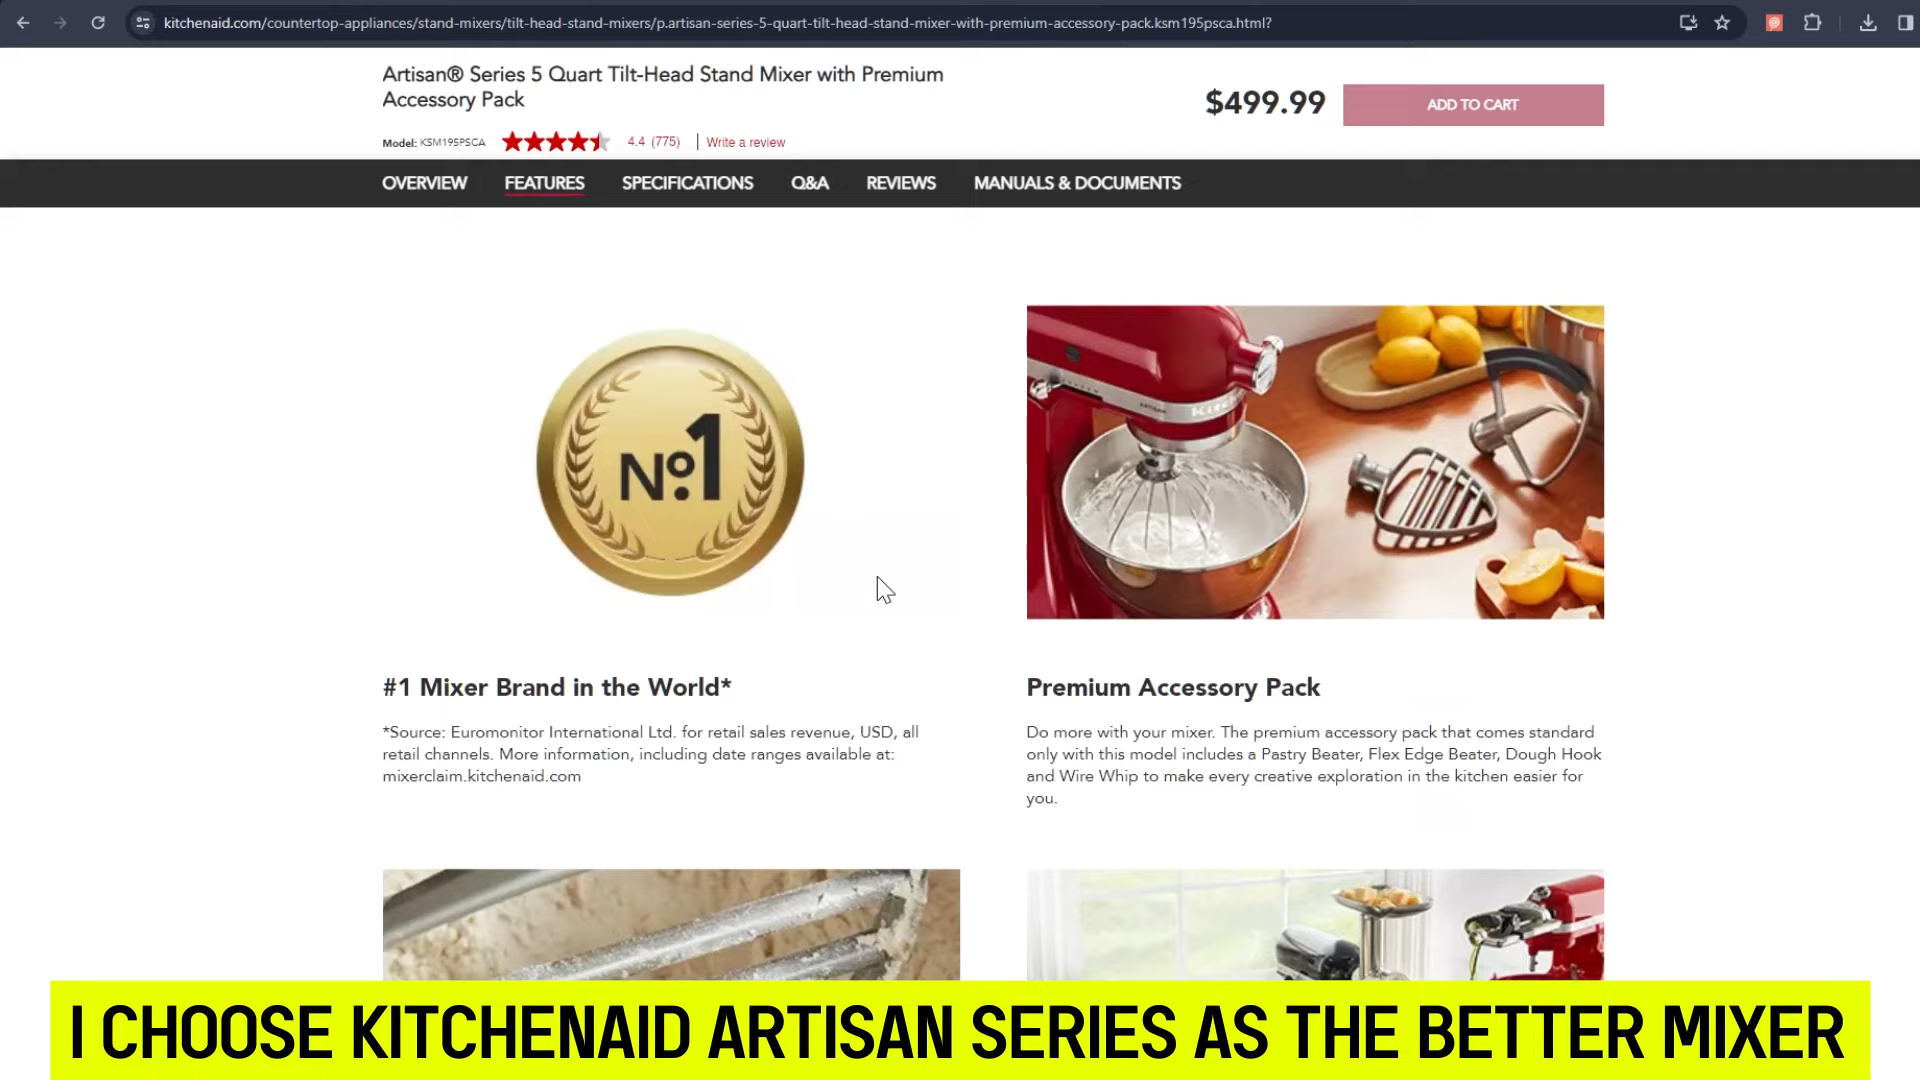 kitchenaid.com/countertop-appliances/stand-mixers/tilt-head-stand-mixers/p.artisan-series-5-quart-tilt-head-stand-mixer-with-premium-accessory-pack.ksm195psca.html?
Artisan® Series 5 Quart Tilt-Head Stand Mixer with Premium
Accessory Pack
$499.99
ADD TO CART
Model: KSM195PSCA
4.4 (775)
Write a review
OVERVIEW FEATURES SPECIFICATIONS Q&A REVIEWS MANUALS & DOCUMENTS
Nº1
#1 Mixer Brand in the World*
*Source: Euromonitor International Ltd. for retail sales revenue, USD, all
retail channels. More information, including date ranges available at:
mixerclaim.kitchenaid.com
Premium Accessory Pack
Do more with your mixer. The premium accessory pack that comes standard
only with this model includes a Pastry Beater, Flex Edge Beater, Dough Hook
and Wire Whip to make every creative exploration in the kitchen easier for
you.
I CHOOSE KITCHENAID ARTISAN SERIES AS THE BETTER MIXER